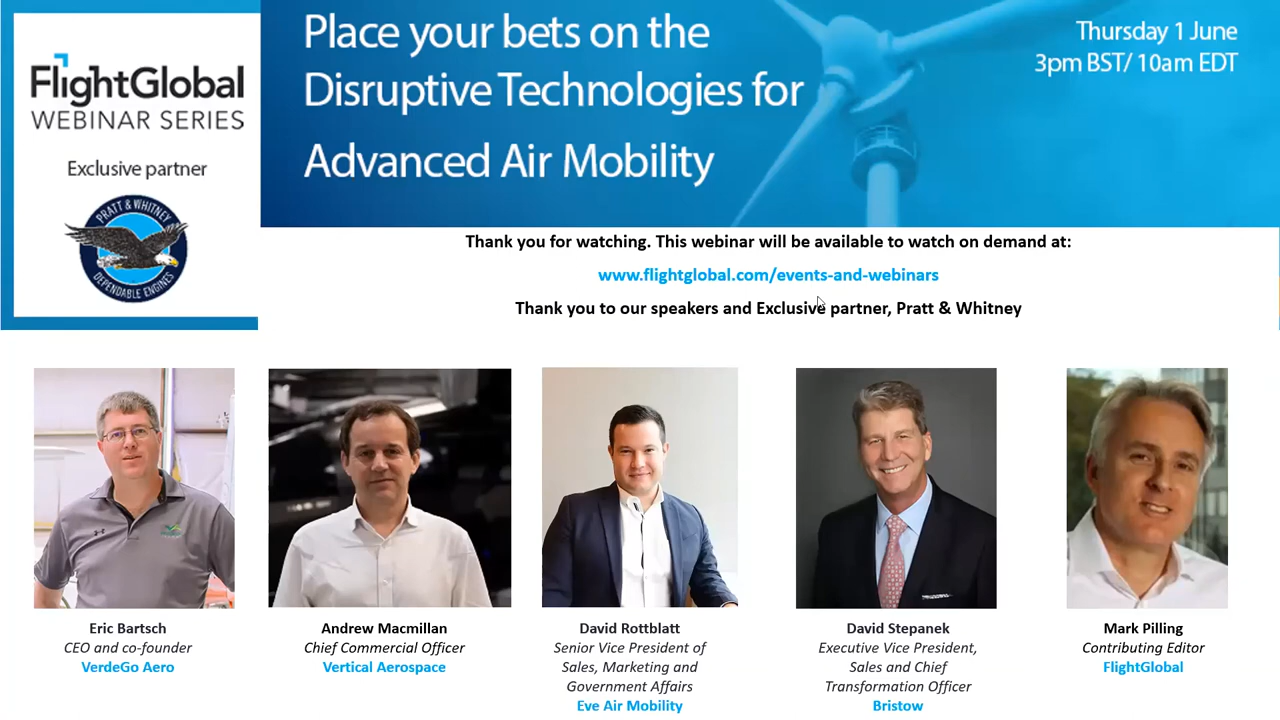 FlightGlobal
WEBINAR SERIES
Exclusive partner
PRATT & WHITNEY
DEPENDABLE ENGINES
Place your bets on the
Disruptive Technologies for
Advanced Air Mobility
Thursday 1 June
3pm BST/ 10am EDT
Thank you for watching. This webinar will be available to watch on demand at:
www.flightglobal.com/events-and-webinars
Thank you to our speakers and Exclusive partner, Pratt & Whitney
Eric Bartsch
CEO and co-founder
VerdeGo Aero
Andrew Macmillan
Chief Commercial Officer
Vertical Aerospace
David Rottblatt
Senior Vice President of
Sales, Marketing and
Government Affairs
Eve Air Mobility
David Stepanek
Executive Vice President,
Sales and Chief
Transformation Officer
Bristow
Mark Pilling
Contributing Editor
FlightGlobal